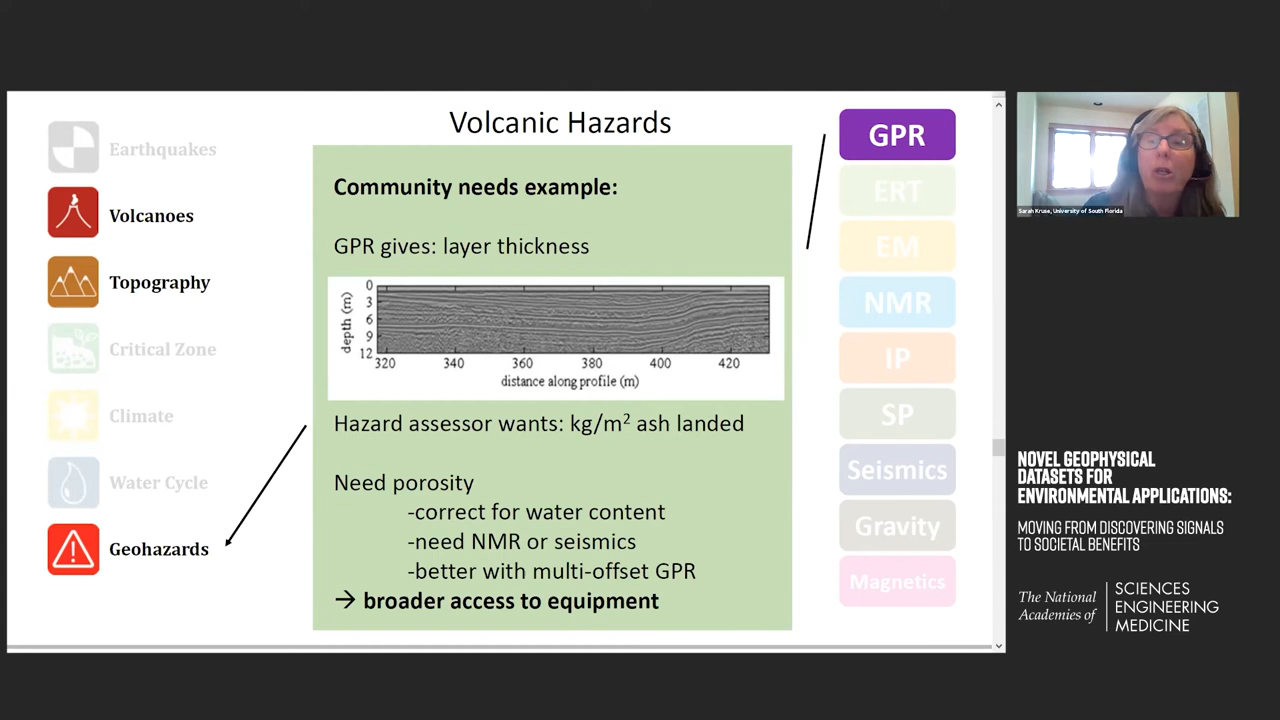 Volcanic Hazards
Earthquakes
Volcanoes
Topography
Critical Zone
Climate
Water Cycle
Geohazards
Community needs example:
GPR gives: layer thickness
depth (m)
0
3
6
9
12
320 340 360 380 400 420
distance along profile (m)
Hazard assessor wants: kg/m² ash landed
Need porosity
-correct for water content
-need NMR or seismics
-better with multi-offset GPR
→ broader access to equipment
GPR
ERT
EM
NMR
IP
SP
Seismics
Gravity
Magnetics
Sarah Kruse, University of South Florida
NOVEL GEOPHYSICAL
DATASETS FOR
ENVIRONMENTAL APPLICATIONS:
MOVING FROM DISCOVERING SIGNALS
TO SOCIETAL BENEFITS
The National
Academies of
SCIENCES
ENGINEERING
MEDICINE